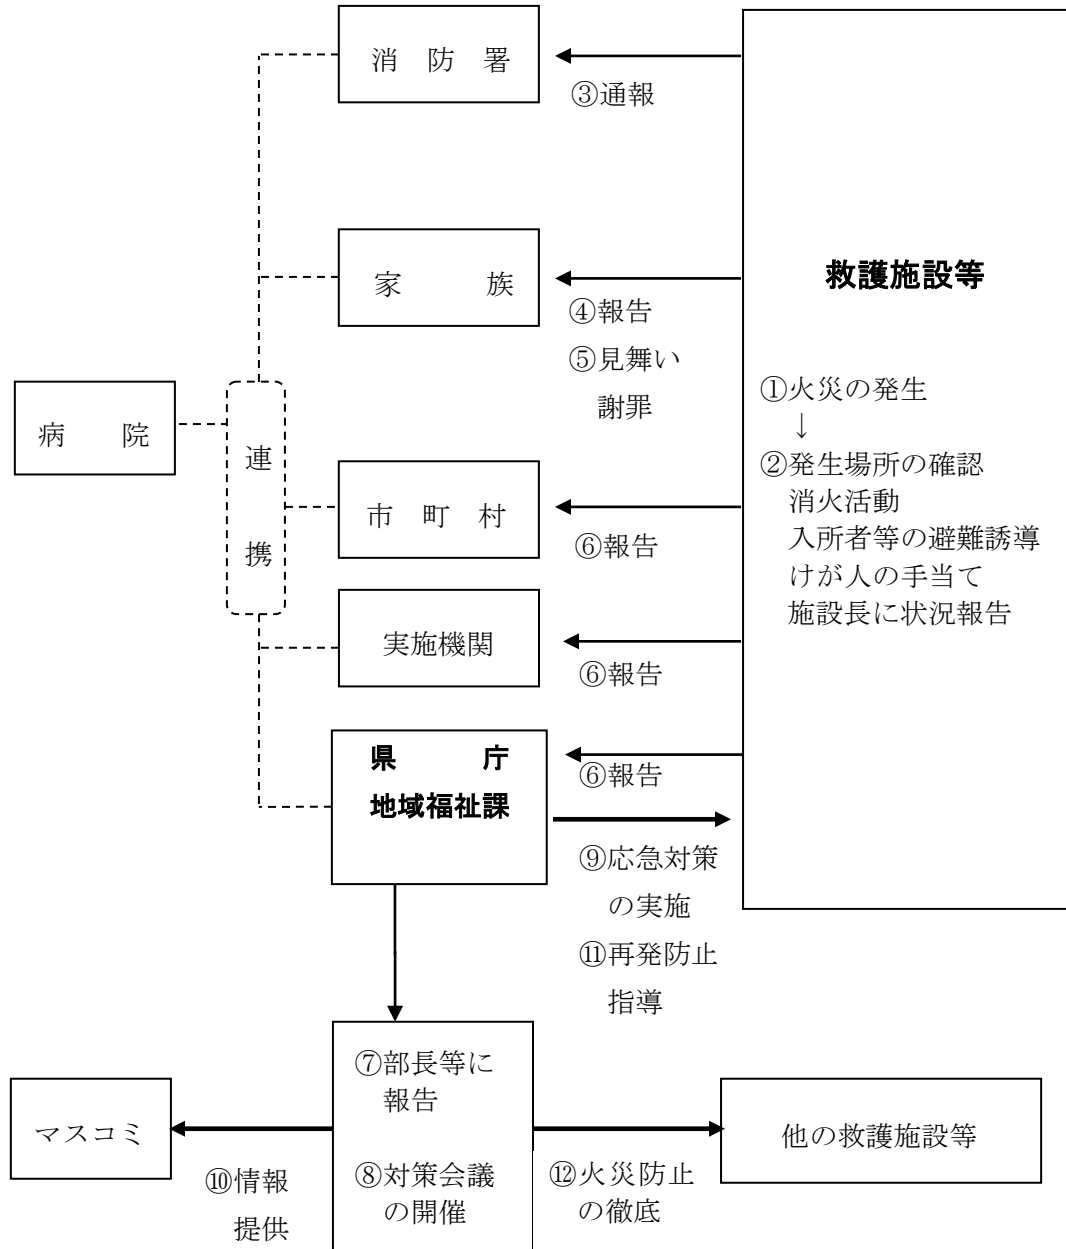 消　防　署
③通報
救護施設等
家　　族
④報告
⑤見舞い
謝罪
①火災の発生
↓
②発生場所の確認
消火活動
入所者等の避難誘導
けが人の手当て
施設長に状況報告
病　　院
連
携
市　町　村
⑥報告
実施機関
⑥報告
県　　　庁
地域福祉課
⑥報告
⑨応急対策
の実施
⑪再発防止
指導
⑦部長等に
報告
⑧対策会議
の開催
マスコミ
⑩情報
提供
⑫火災防止
の徹底
他の救護施設等